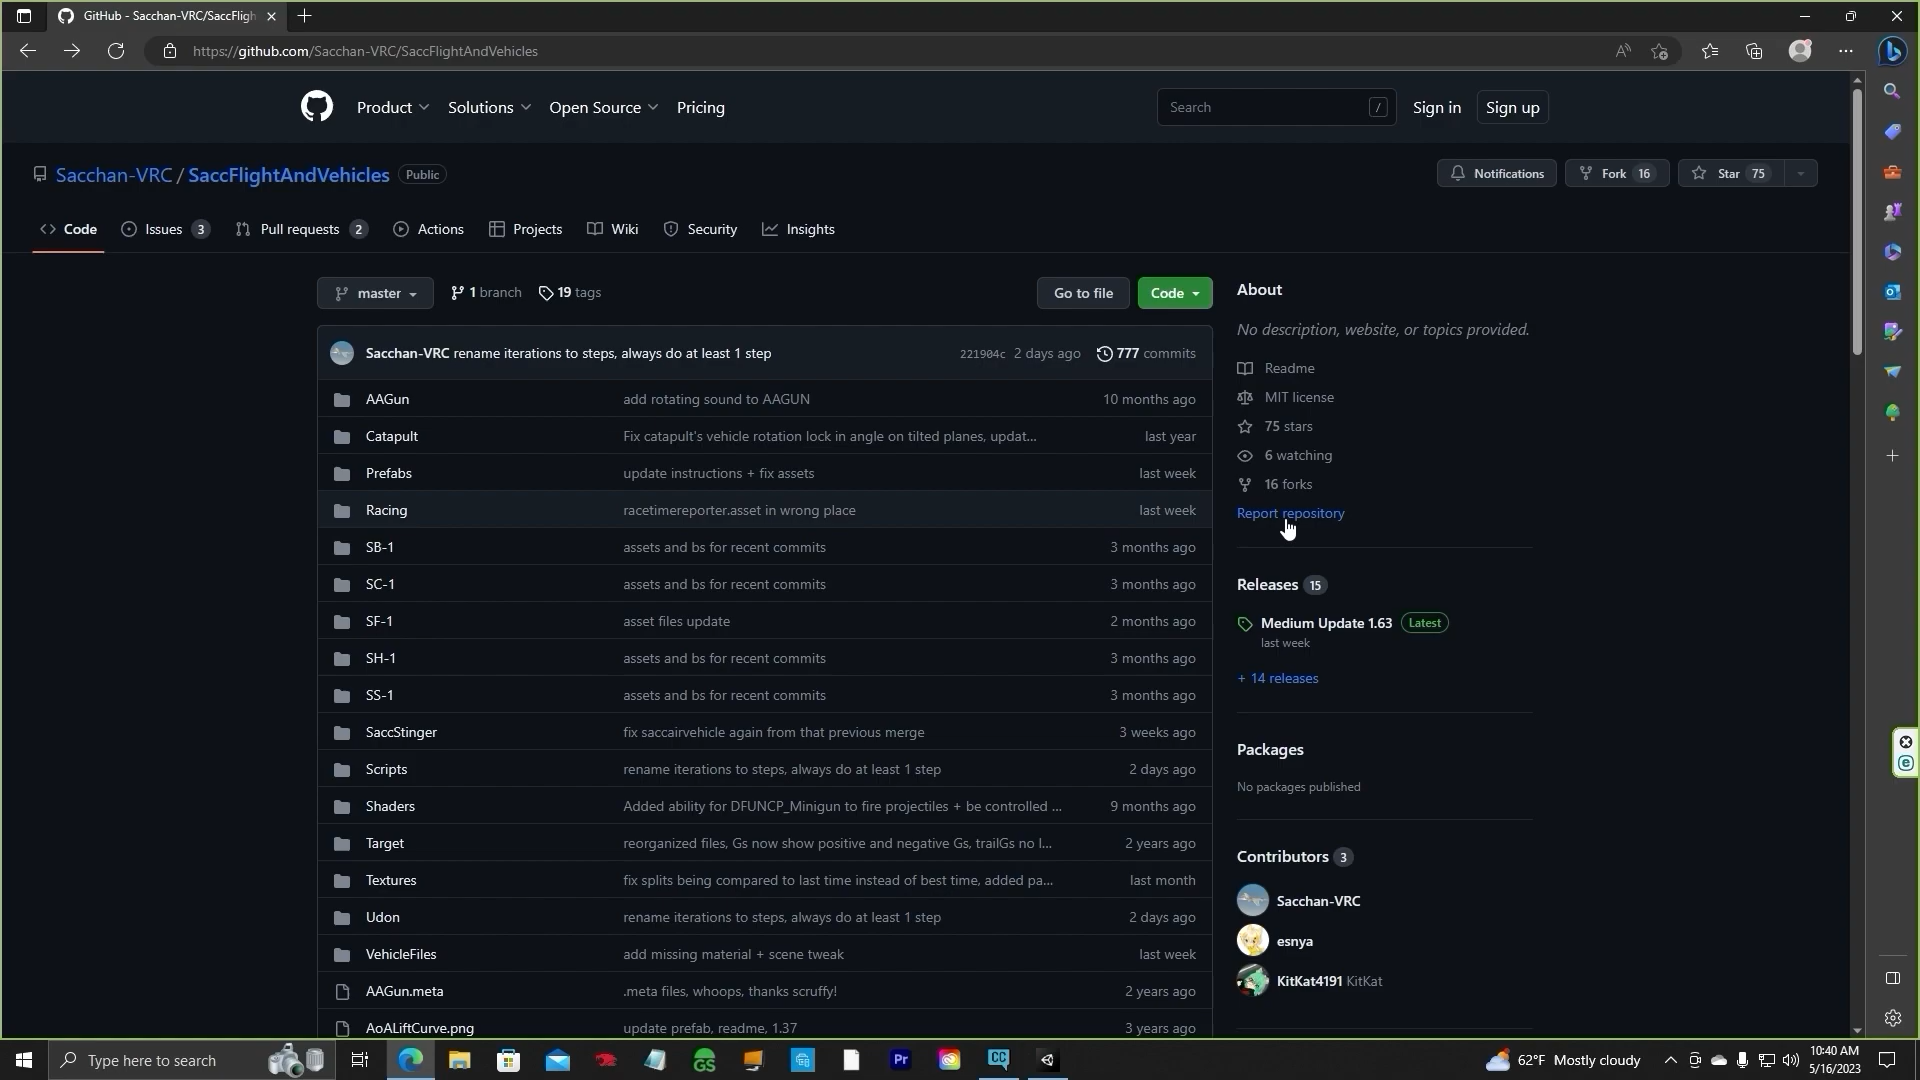 GitHub - Sacchan-VRC/SaccFligh
https://github.com/Sacchan-VRC/SaccFlightAndVehicles
Product Solutions Open Source Pricing
Search /
Sign in Sign up
Sacchan-VRC / SaccFlightAndVehicles Public
Notifications Fork 16 Star 75
Code Issues 3 Pull requests 2 Actions Projects Wiki Security Insights
master 1 branch 19 tags Go to file Code
Sacchan-VRC rename iterations to steps, always do at least 1 step 221904c 2 days ago 777 commits
AAGun add rotating sound to AAGUN 10 months ago
Catapult Fix catapult's vehicle rotation lock in angle on tilted planes, updat... last year
Prefabs update instructions + fix assets last week
Racing racetimereporter.asset in wrong place last week
SB-1 assets and bs for recent commits 3 months ago
SC-1 assets and bs for recent commits 3 months ago
SF-1 asset files update 2 months ago
SH-1 assets and bs for recent commits 3 months ago
SS-1 assets and bs for recent commits 3 months ago
SaccStinger fix saccairvehicle again from that previous merge 3 weeks ago
Scripts rename iterations to steps, always do at least 1 step 2 days ago
Shaders Added ability for DFUNCP_Minigun to fire projectiles + be controlled ... 9 months ago
Target reorganized files, Gs now show positive and negative Gs, trailGs no l... 2 years ago
Textures fix splits being compared to last time instead of best time, added pa... last month
Udon rename iterations to steps, always do at least 1 step 2 days ago
VehicleFiles add missing material + scene tweak last week
AAGun.meta .meta files, whoops, thanks scruffy! 2 years ago
AoALiftCurve.png update prefab, readme, 1.37 3 years ago
About
No description, website, or topics provided.
Readme
MIT license
75 stars
6 watching
16 forks
Report repository
Releases 15
Medium Update 1.63 Latest
last week
+ 14 releases
Packages
No packages published
Contributors 3
Sacchan-VRC
esnya
KitKat4191 KitKat
Type here to search
GS
Pr
CC
62°F Mostly cloudy
10:40 AM
5/16/2023